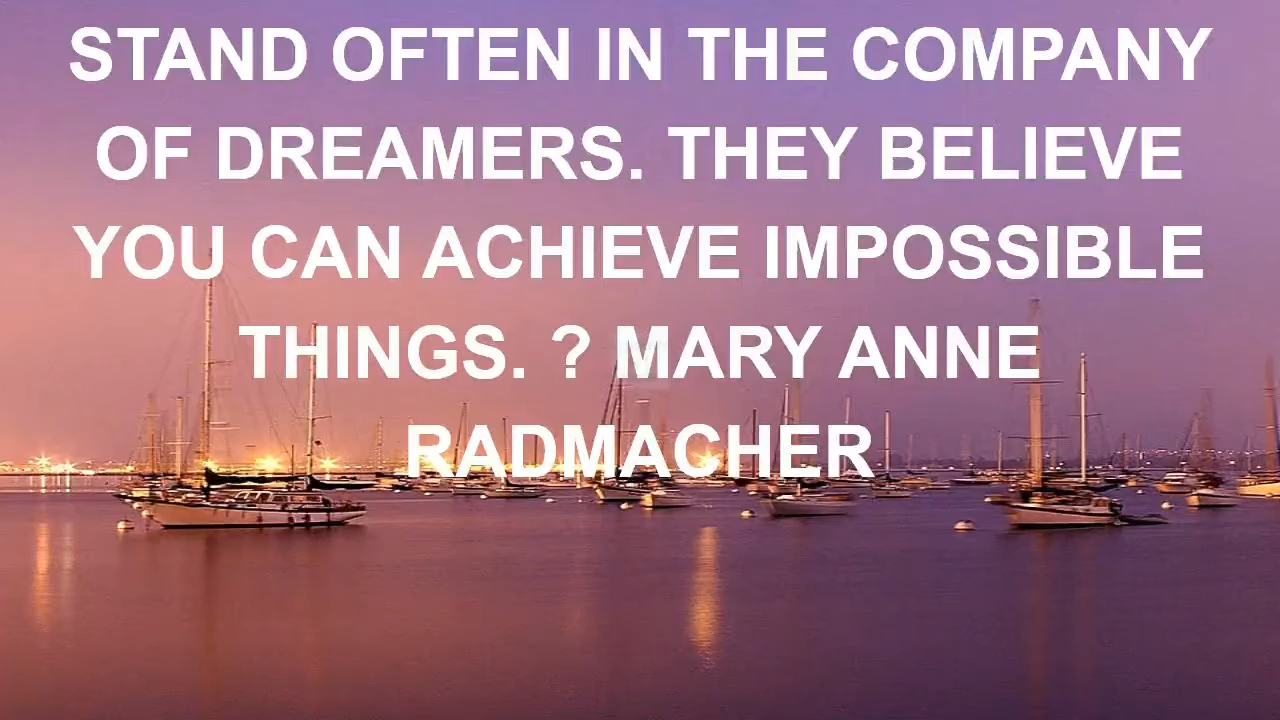 STAND OFTEN IN THE COMPANY
OF DREAMERS. THEY BELIEVE
YOU CAN ACHIEVE IMPOSSIBLE
THINGS. ? MARY ANNE
RADMACHER